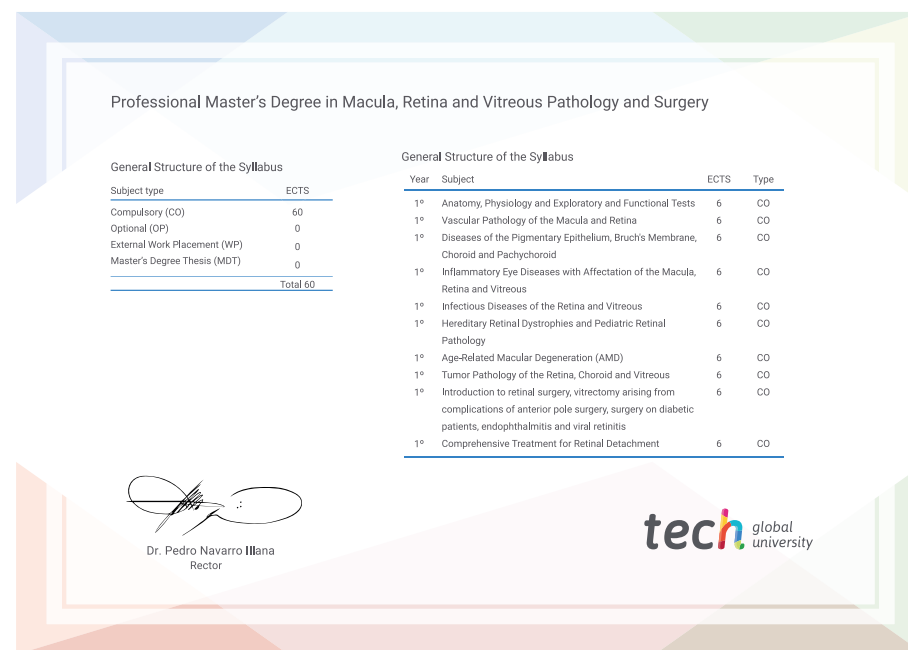 Professional Master's Degree in Macula, Retina and Vitreous Pathology and Surgery
General Structure of the Syllabus
Subject type ECTS
Compulsory (CO) 60
Optional (OP) 0
External Work Placement (WP) 0
Master's Degree Thesis (MDT) 0
Total 60
General Structure of the Syllabus
Year Subject ECTS Type
1º Anatomy, Physiology and Exploratory and Functional Tests 6 CO
1º Vascular Pathology of the Macula and Retina 6 CO
1º Diseases of the Pigmentary Epithelium, Bruch's Membrane, 6 CO
Choroid and Pachychoroid
1º Inflammatory Eye Diseases with Affectation of the Macula, 6 CO
Retina and Vitreous
1º Infectious Diseases of the Retina and Vitreous 6 CO
1º Hereditary Retinal Dystrophies and Pediatric Retinal 6 CO
Pathology
1º Age-Related Macular Degeneration (AMD) 6 CO
1º Tumor Pathology of the Retina, Choroid and Vitreous 6 CO
1º Introduction to retinal surgery, vitrectomy arising from 6 CO
complications of anterior pole surgery, surgery on diabetic
patients, endophthalmitis and viral retinitis
1º Comprehensive Treatment for Retinal Detachment 6 CO
Dr. Pedro Navarro Illana
Rector
tech global
university